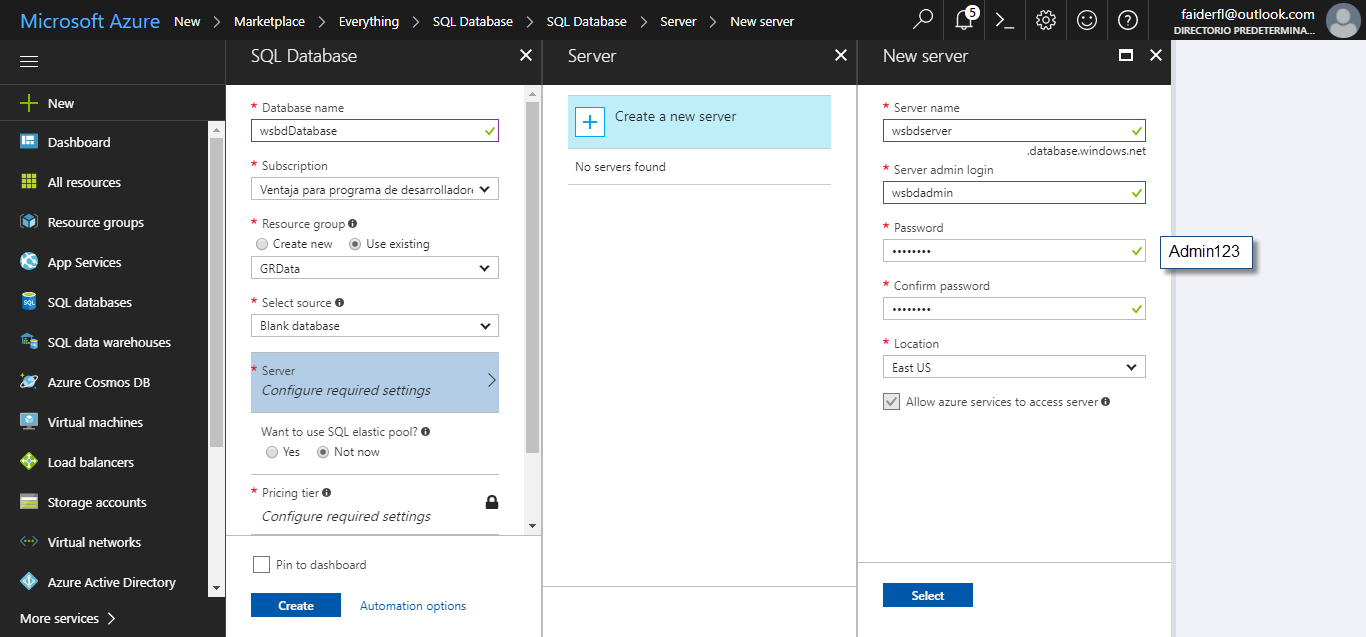 Microsoft Azure New > Marketplace > Everything > SQL Database > SQL Database > Server > New server
5
faiderfl@outlook.com
DIRECTORIO PREDETERMINA...
New
Dashboard
All resources
Resource groups
App Services
SQL databases
SQL data warehouses
Azure Cosmos DB
Virtual machines
Load balancers
Storage accounts
Virtual networks
Azure Active Directory
More services >
SQL Database
* Database name
wsbdDatabase
* Subscription
Ventaja para programa de desarrollador
* Resource group
Create new Use existing
GRData
* Select source
Blank database
* Server
Configure required settings
Want to use SQL elastic pool?
Yes Not now
* Pricing tier
Configure required settings
Pin to dashboard
Create Automation options
Server
Create a new server
No servers found
New server
* Server name
wsbdserver
.database.windows.net
* Server admin login
wsbdadmin
* Password
••••••••
Admin123
* Confirm password
••••••••
* Location
East US
Allow azure services to access server
Select